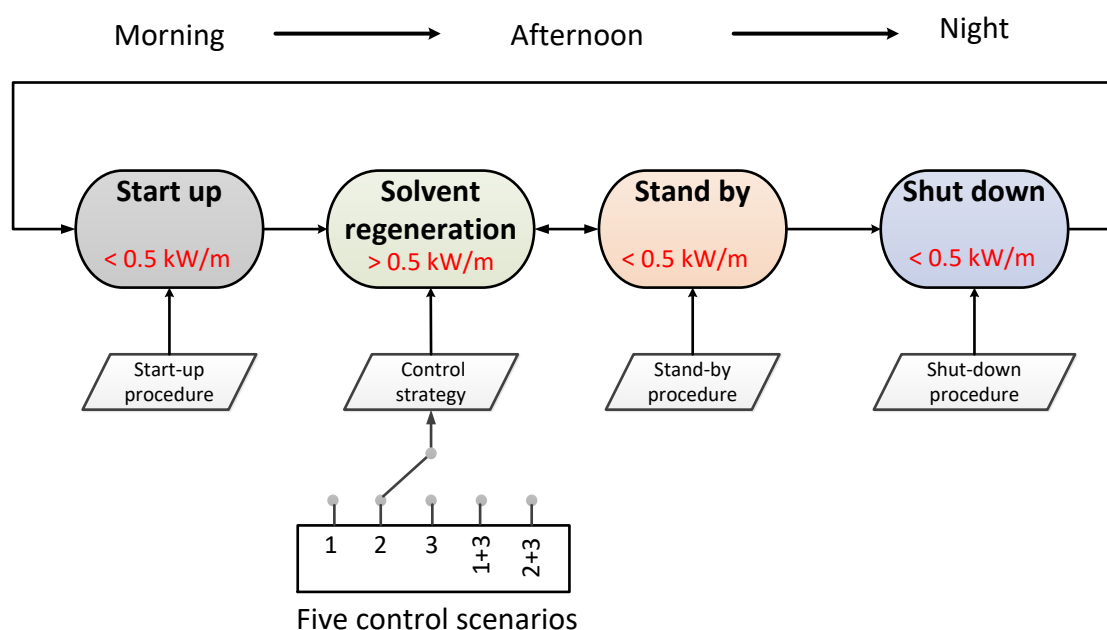 Morning
Afternoon
Night
Start up
< 0.5 kW/m
Solvent
regeneration
> 0.5 kW/m
Stand by
< 0.5 kW/m
Shut down
< 0.5 kW/m
Start-up
procedure
Control
strategy
Stand-by
procedure
Shut-down
procedure
1
2
3
1+3
2+3
Five control scenarios